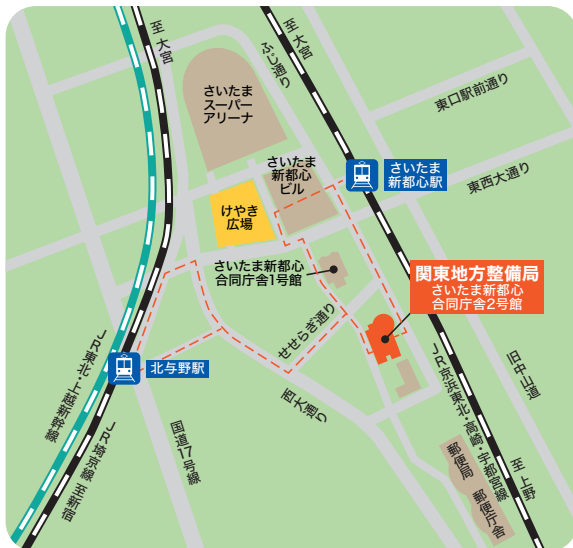 至 大宮
至 大宮
ふじ通り
さいたま
スーパー
アリーナ
東口駅前通り
さいたま
新都心
ビル
さいたま
新都心駅
東西大通り
けやき
広場
さいたま新都心
合同庁舎1号館
関東地方整備局
さいたま新都心
合同庁舎2号館
せせらぎ通り
JR東北・上越新幹線
北与野駅
西大通り
旧中山道
JR京浜東北・高崎・宇都宮線
至 上野
国道17号線
JR埼京線 至新宿
郵便局
郵便庁舎